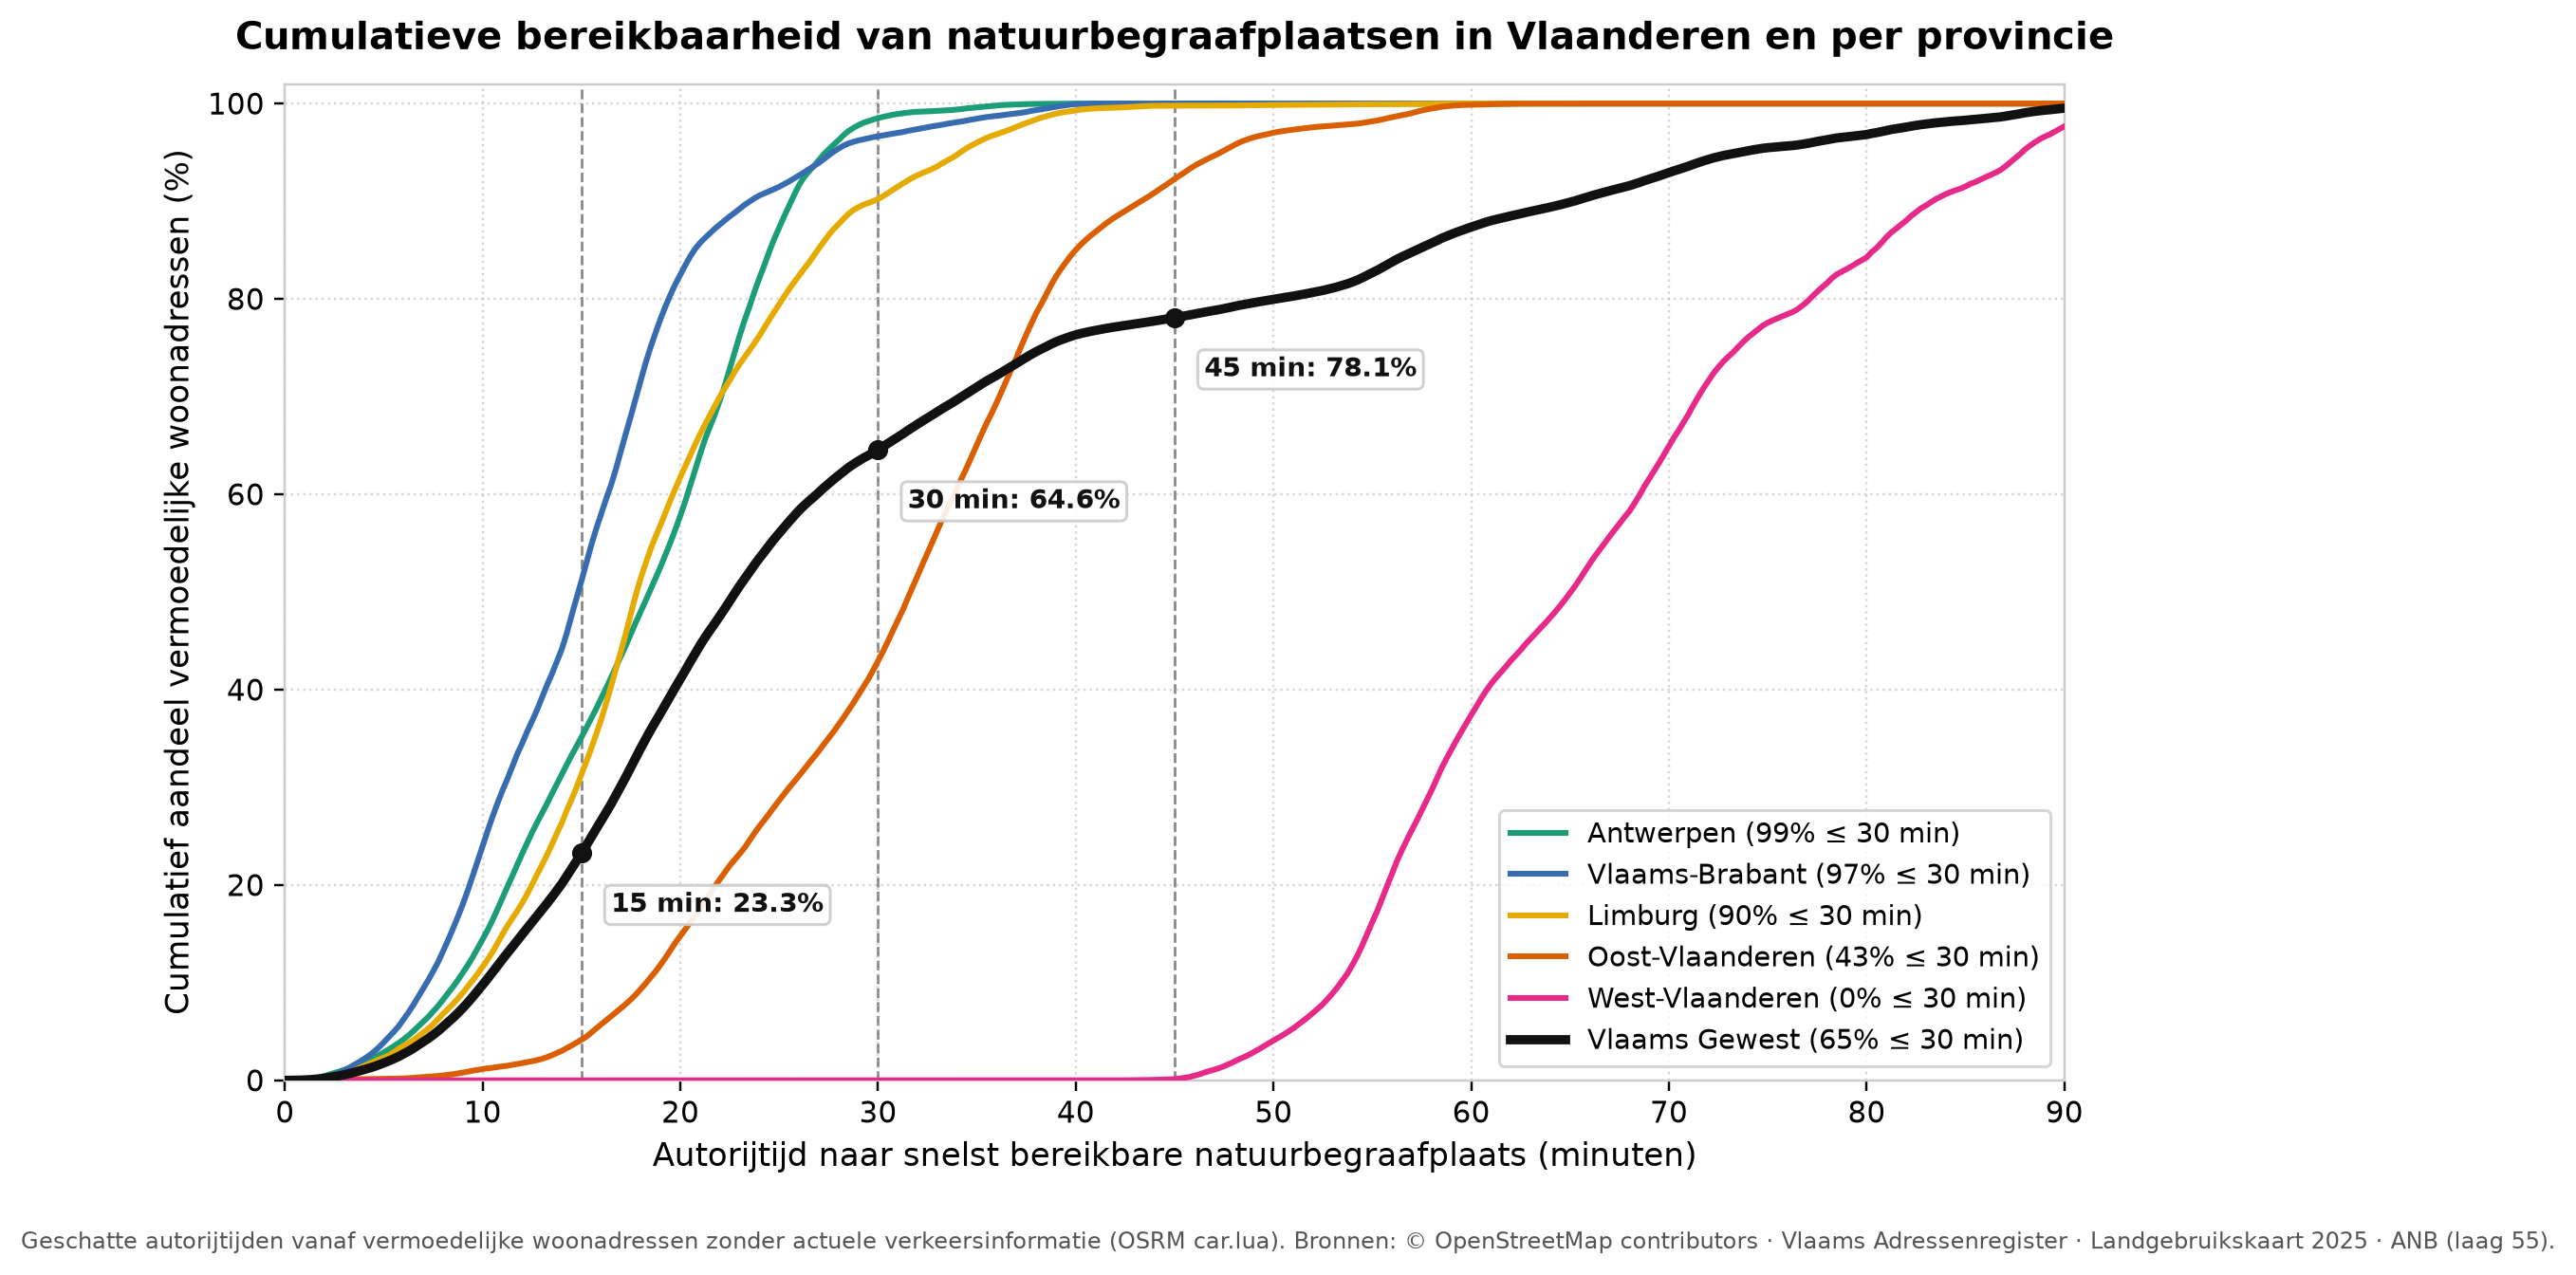 Cumulatieve bereikbaarheid van natuurbegraafplaatsen in Vlaanderen en per provincie
Cumulatief aandeel vermoedelijke woonadressen (%)
100
80
60
40
20
0
45 min: 78.1%
30 min: 64.6%
15 min: 23.3%
Antwerpen (99% ≤ 30 min)
Vlaams-Brabant (97% ≤ 30 min)
Limburg (90% ≤ 30 min)
Oost-Vlaanderen (43% ≤ 30 min)
West-Vlaanderen (0% ≤ 30 min)
Vlaams Gewest (65% ≤ 30 min)
0 10 20 30 40 50 60 70 80 90
Autorijtijd naar snelst bereikbare natuurbegraafplaats (minuten)
Geschatte autorijtijden vanaf vermoedelijke woonadressen zonder actuele verkeersinformatie (OSRM car.lua). Bronnen: © OpenStreetMap contributors · Vlaams Adressenregister · Landgebruikskaart 2025 · ANB (laag 55).